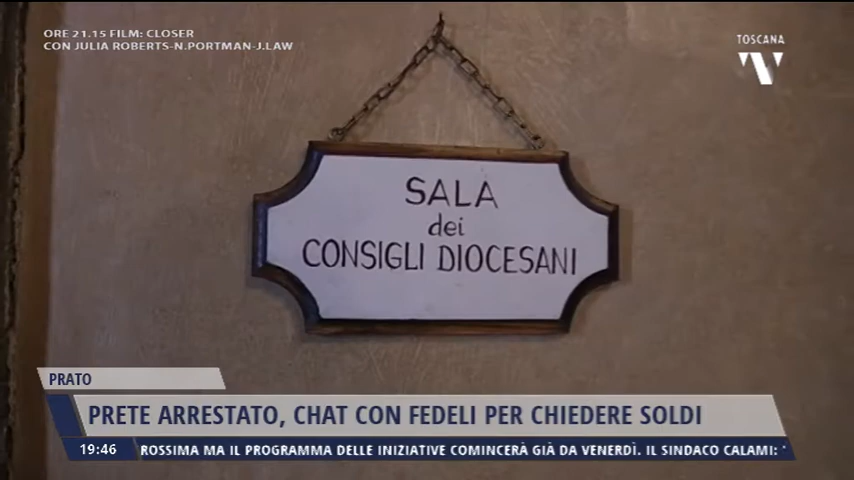 ORE 21.15 FILM: CLOSER
CON JULIA ROBERTS-N.PORTMAN-J.LAW
TOSCANA
TV
SALA
dei
CONSIGLI DIOCESANI
PRATO
PRETE ARRESTATO, CHAT CON FEDELI PER CHIEDERE SOLDI
19:46
ROSSIMA MA IL PROGRAMMA DELLE INIZIATIVE COMINCERÀ GIÀ DA VENERDÌ. IL SINDACO CALAMI: